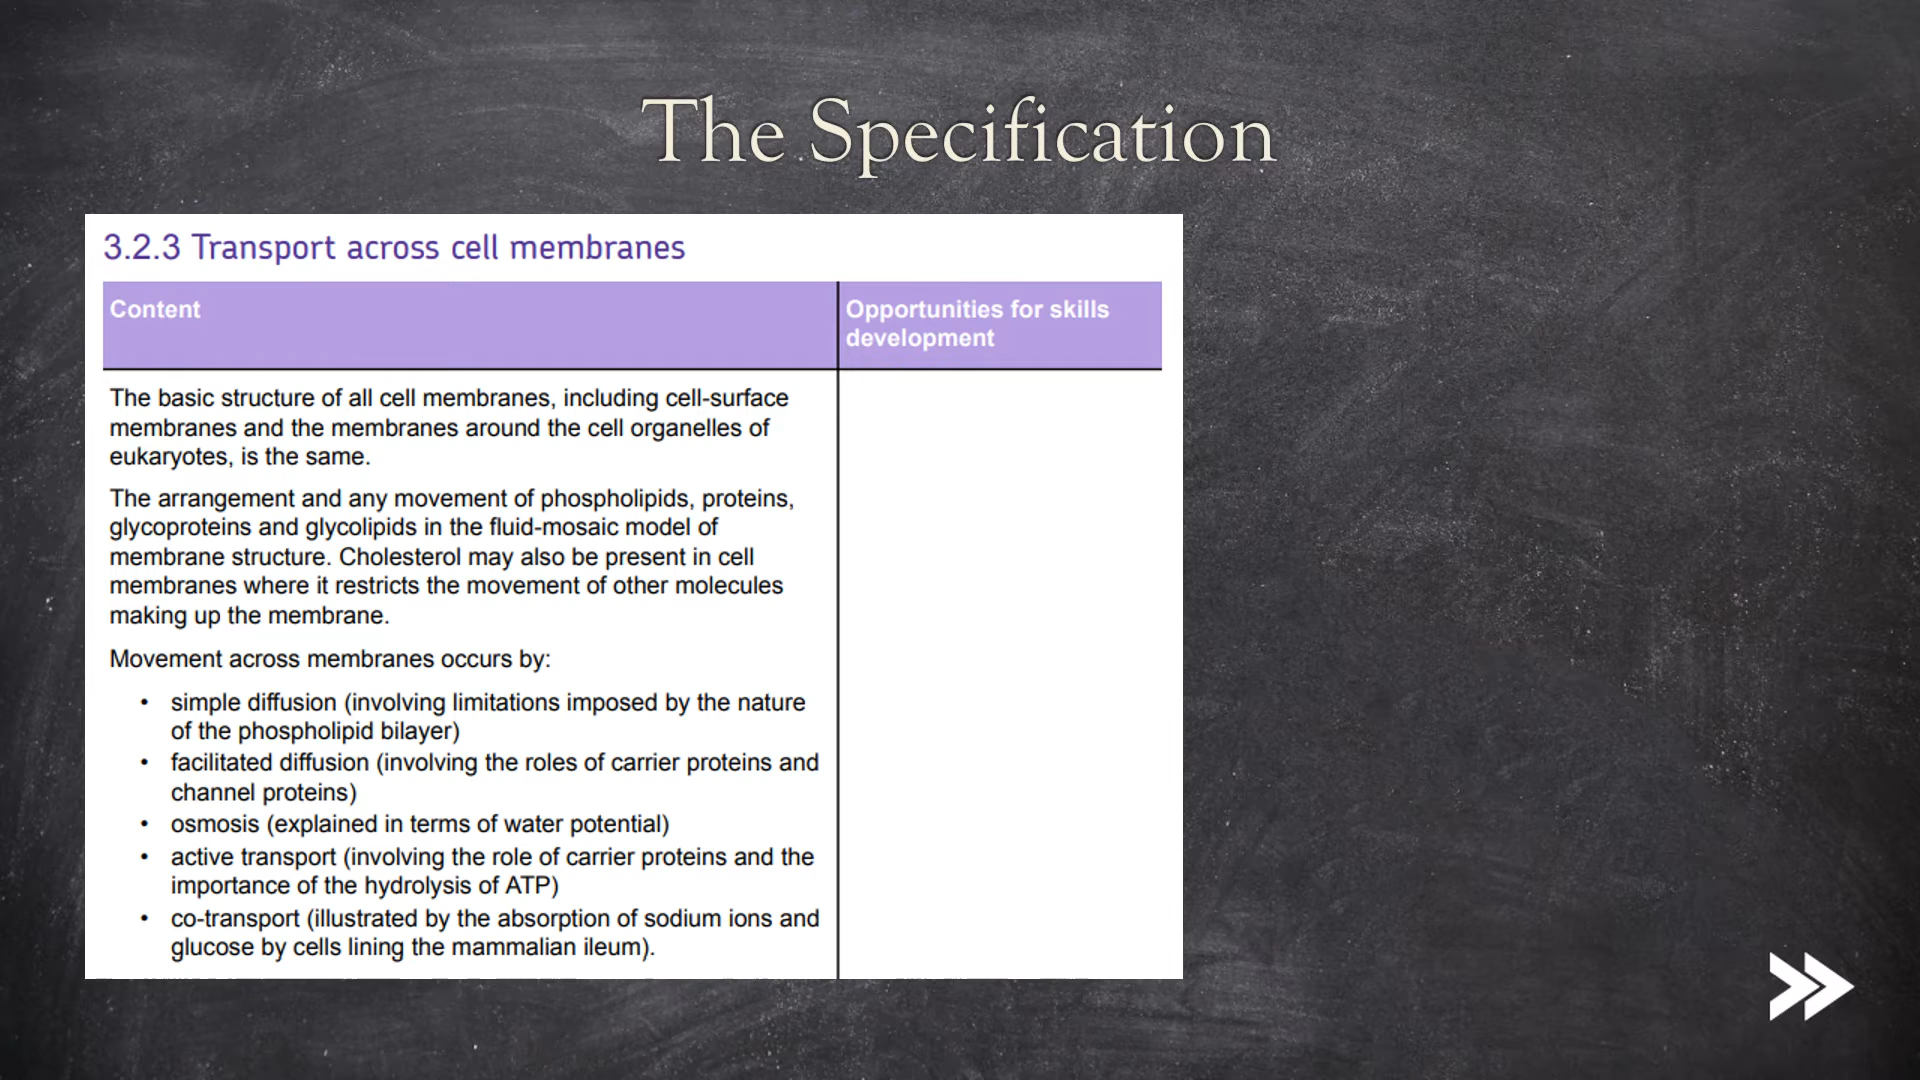 The Specification
3.2.3 Transport across cell membranes
Content
Opportunities for skills
development
The basic structure of all cell membranes, including cell-surface
membranes and the membranes around the cell organelles of
eukaryotes, is the same.
The arrangement and any movement of phospholipids, proteins,
glycoproteins and glycolipids in the fluid-mosaic model of
membrane structure. Cholesterol may also be present in cell
membranes where it restricts the movement of other molecules
making up the membrane.
Movement across membranes occurs by:
• simple diffusion (involving limitations imposed by the nature
of the phospholipid bilayer)
• facilitated diffusion (involving the roles of carrier proteins and
channel proteins)
• osmosis (explained in terms of water potential)
• active transport (involving the role of carrier proteins and the
importance of the hydrolysis of ATP)
• co-transport (illustrated by the absorption of sodium ions and
glucose by cells lining the mammalian ileum).